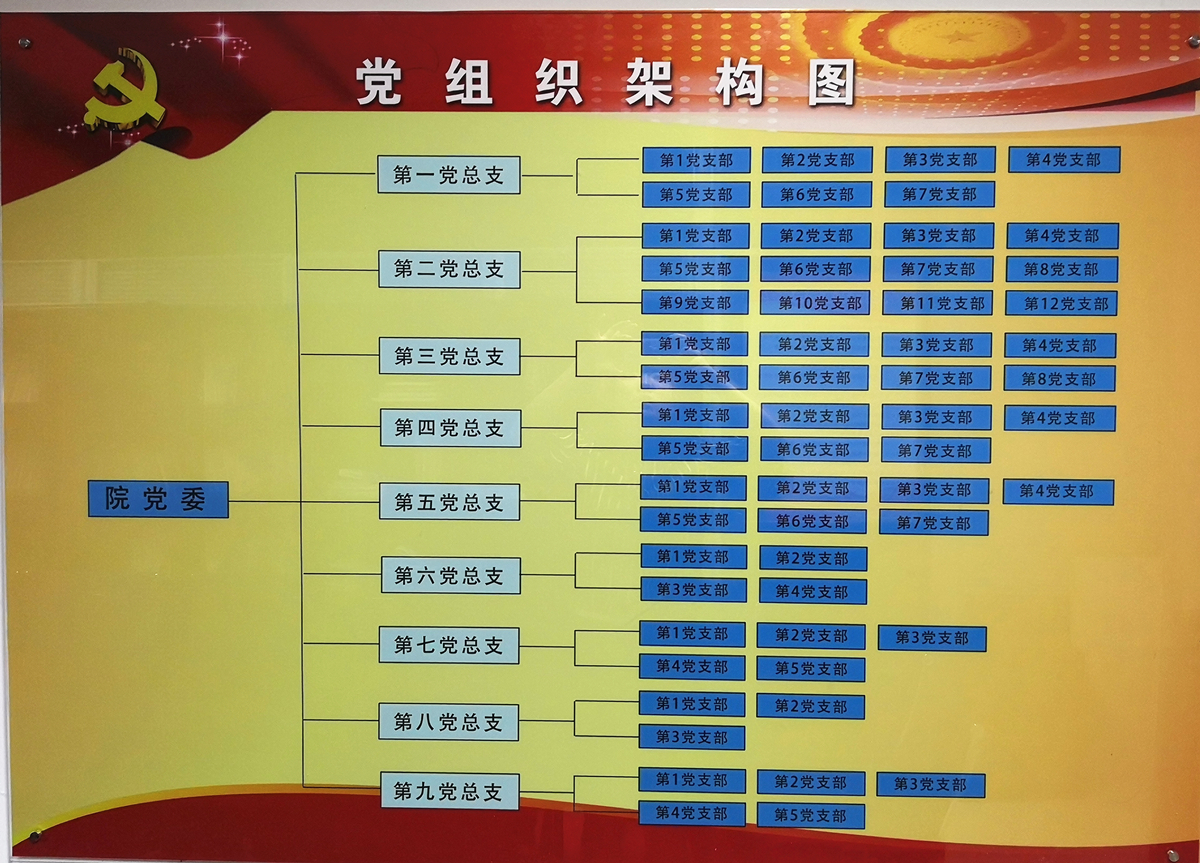 党组织架构图
第一党总支
第1党支部 第2党支部 第3党支部 第4党支部
第5党支部 第6党支部 第7党支部
第二党总支
第1党支部 第2党支部 第3党支部 第4党支部
第5党支部 第6党支部 第7党支部 第8党支部
第9党支部 第10党支部 第11党支部 第12党支部
第三党总支
第1党支部 第2党支部 第3党支部 第4党支部
第5党支部 第6党支部 第7党支部 第8党支部
第四党总支
第1党支部 第2党支部 第3党支部 第4党支部
第5党支部 第6党支部 第7党支部
院党委
第五党总支
第1党支部 第2党支部 第3党支部 第4党支部
第5党支部 第6党支部 第7党支部
第六党总支
第1党支部 第2党支部
第3党支部 第4党支部
第七党总支
第1党支部 第2党支部 第3党支部
第4党支部 第5党支部
第八党总支
第1党支部 第2党支部
第3党支部
第九党总支
第1党支部 第2党支部 第3党支部
第4党支部 第5党支部